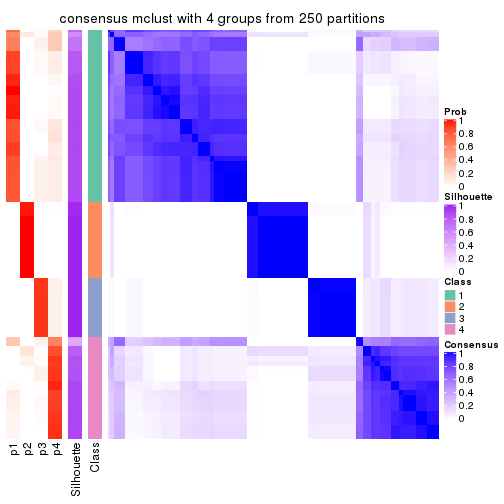 consensus mclust with 4 groups from 250 partitions
Prob
1
0.8
0.6
0.4
0.2
0
Silhouette
1
0.8
0.6
0.4
0.2
0
Class
1
2
3
4
Consensus
1
0.8
0.6
0.4
0.2
0
p1
p2
p3
p4
Silhouette
Class